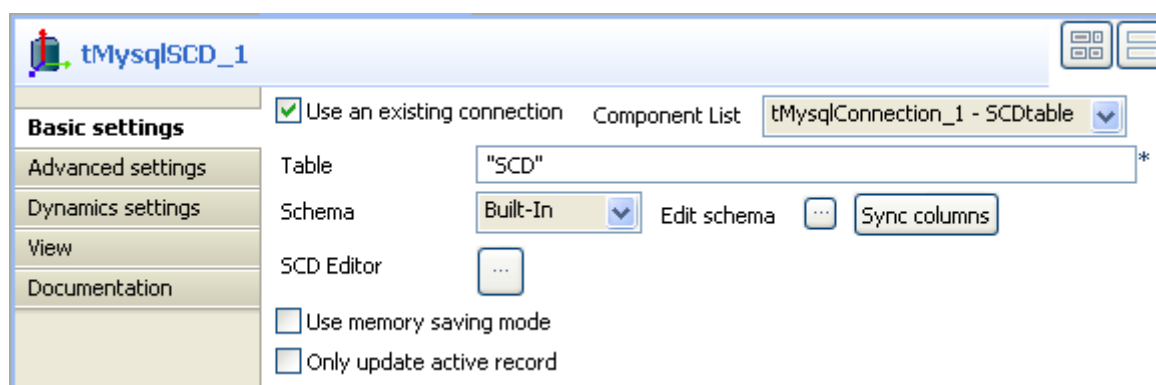 tMysqlSCD_1
Basic settings
Advanced settings
Dynamics settings
View
Documentation
Use an existing connection Component List tMysqlConnection_1 - SCDtable
Table "SCD" *
Schema Built-In Edit schema ... Sync columns
SCD Editor ...
Use memory saving mode
Only update active record